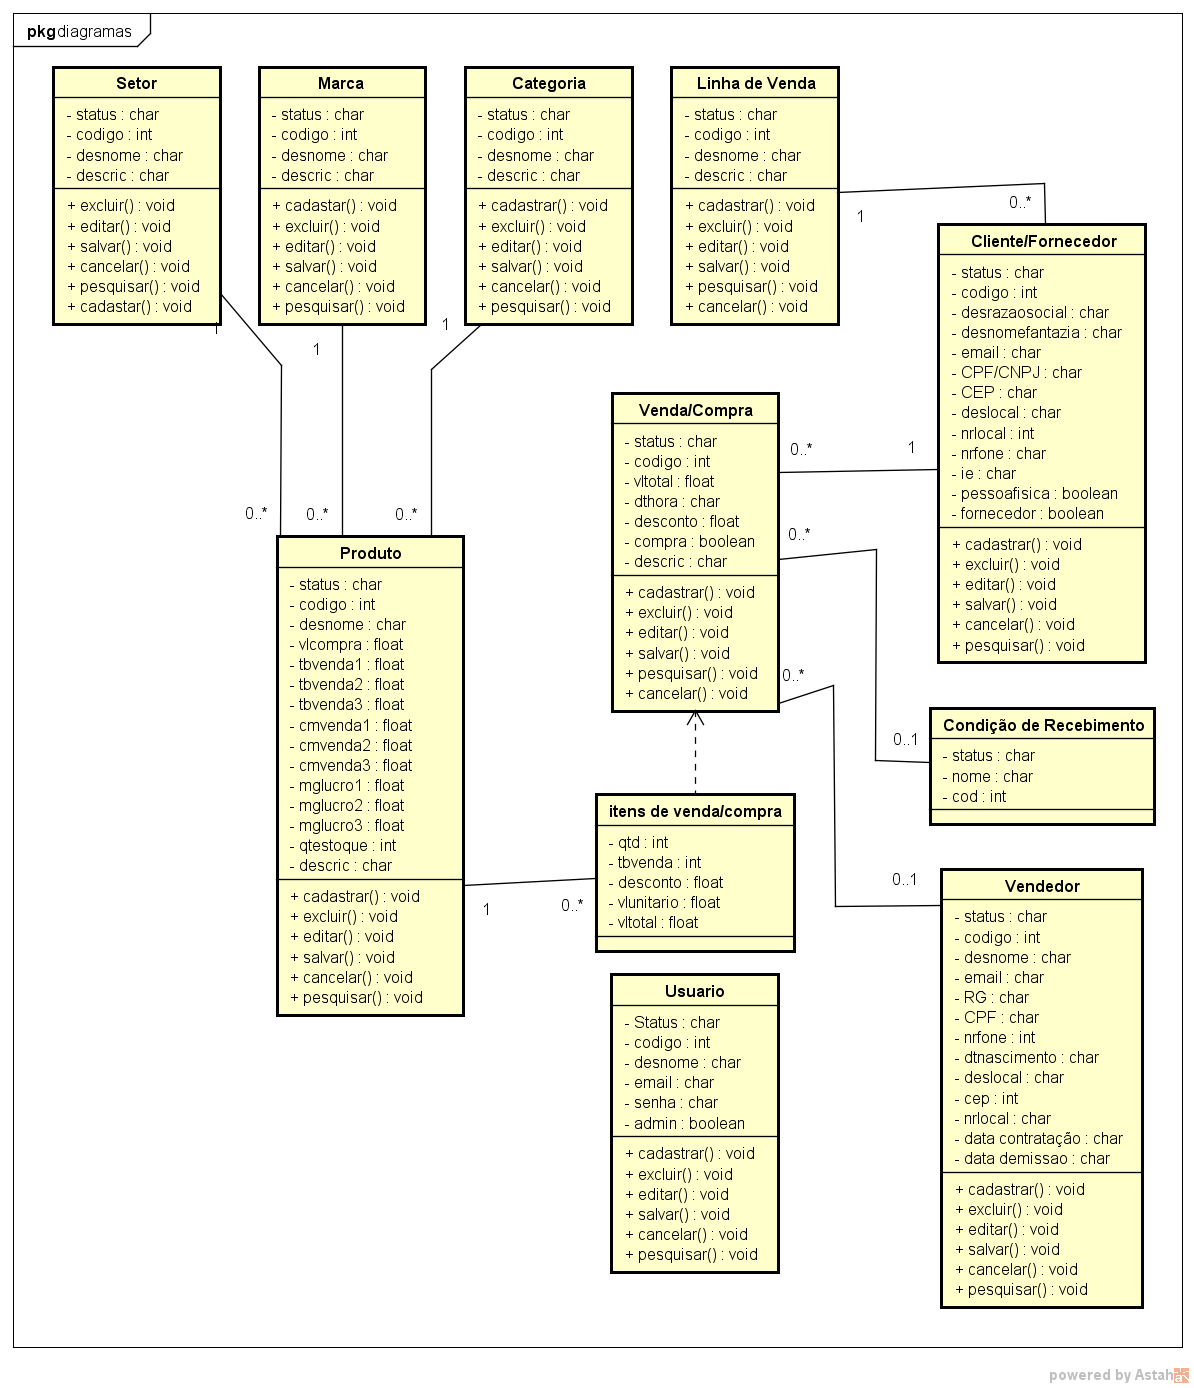 pkg diagramas
Setor
- status : char
- codigo : int
- desnome : char
- descric : char
+ excluir() : void
+ editar() : void
+ salvar() : void
+ cancelar() : void
+ pesquisar() : void
+ cadastar() : void
Marca
- status : char
- codigo : int
- desnome : char
- descric : char
+ cadastar() : void
+ excluir() : void
+ editar() : void
+ salvar() : void
+ cancelar() : void
+ pesquisar() : void
Categoria
- status : char
- codigo : int
- desnome : char
- descric : char
+ cadastrar() : void
+ excluir() : void
+ editar() : void
+ salvar() : void
+ cancelar() : void
+ pesquisar() : void
Linha de Venda
- status : char
- codigo : int
- desnome : char
- descric : char
+ cadastrar() : void
+ excluir() : void
+ editar() : void
+ salvar() : void
+ pesquisar() : void
+ cancelar() : void
1
0..*
Cliente/Fornecedor
- status : char
- codigo : int
- desrazaosocial : char
- desnomefantazia : char
- email : char
- CPF/CNPJ : char
- CEP : char
- deslocal : char
- nrlocal : int
- nrfone : char
- ie : char
- pessoafisica : boolean
- fornecedor : boolean
+ cadastrar() : void
+ excluir() : void
+ editar() : void
+ salvar() : void
+ cancelar() : void
+ pesquisar() : void
1
1
1
0..*
0..*
0..*
Venda/Compra
- status : char
- codigo : int
- vltotal : float
- dthora : char
- desconto : float
- compra : boolean
- descric : char
+ cadastrar() : void
+ excluir() : void
+ editar() : void
+ salvar() : void
+ pesquisar() : void
+ cancelar() : void
0..*
1
0..*
0..*
0..1
0..1
Produto
- status : char
- codigo : int
- desnome : char
- vlcompra : float
- tbvenda1 : float
- tbvenda2 : float
- tbvenda3 : float
- cmvenda1 : float
- cmvenda2 : float
- cmvenda3 : float
- mglucro1 : float
- mglucro2 : float
- mglucro3 : float
- qtestoque : int
- descric : char
+ cadastrar() : void
+ excluir() : void
+ editar() : void
+ salvar() : void
+ cancelar() : void
+ pesquisar() : void
1
0..*
Condição de Recebimento
- status : char
- nome : char
- cod : int
itens de venda/compra
- qtd : int
- tbvenda : int
- desconto : float
- vlunitario : float
- vltotal : float
Vendedor
- status : char
- codigo : int
- desnome : char
- email : char
- RG : char
- CPF : char
- nrfone : int
- dtnascimento : char
- deslocal : char
- cep : int
- nrlocal : char
- data contratação : char
- data demissao : char
+ cadastrar() : void
+ excluir() : void
+ editar() : void
+ salvar() : void
+ cancelar() : void
+ pesquisar() : void
Usuario
- Status : char
- codigo : int
- desnome : char
- email : char
- senha : char
- admin : boolean
+ cadastrar() : void
+ excluir() : void
+ editar() : void
+ salvar() : void
+ cancelar() : void
+ pesquisar() : void
powered by Astah